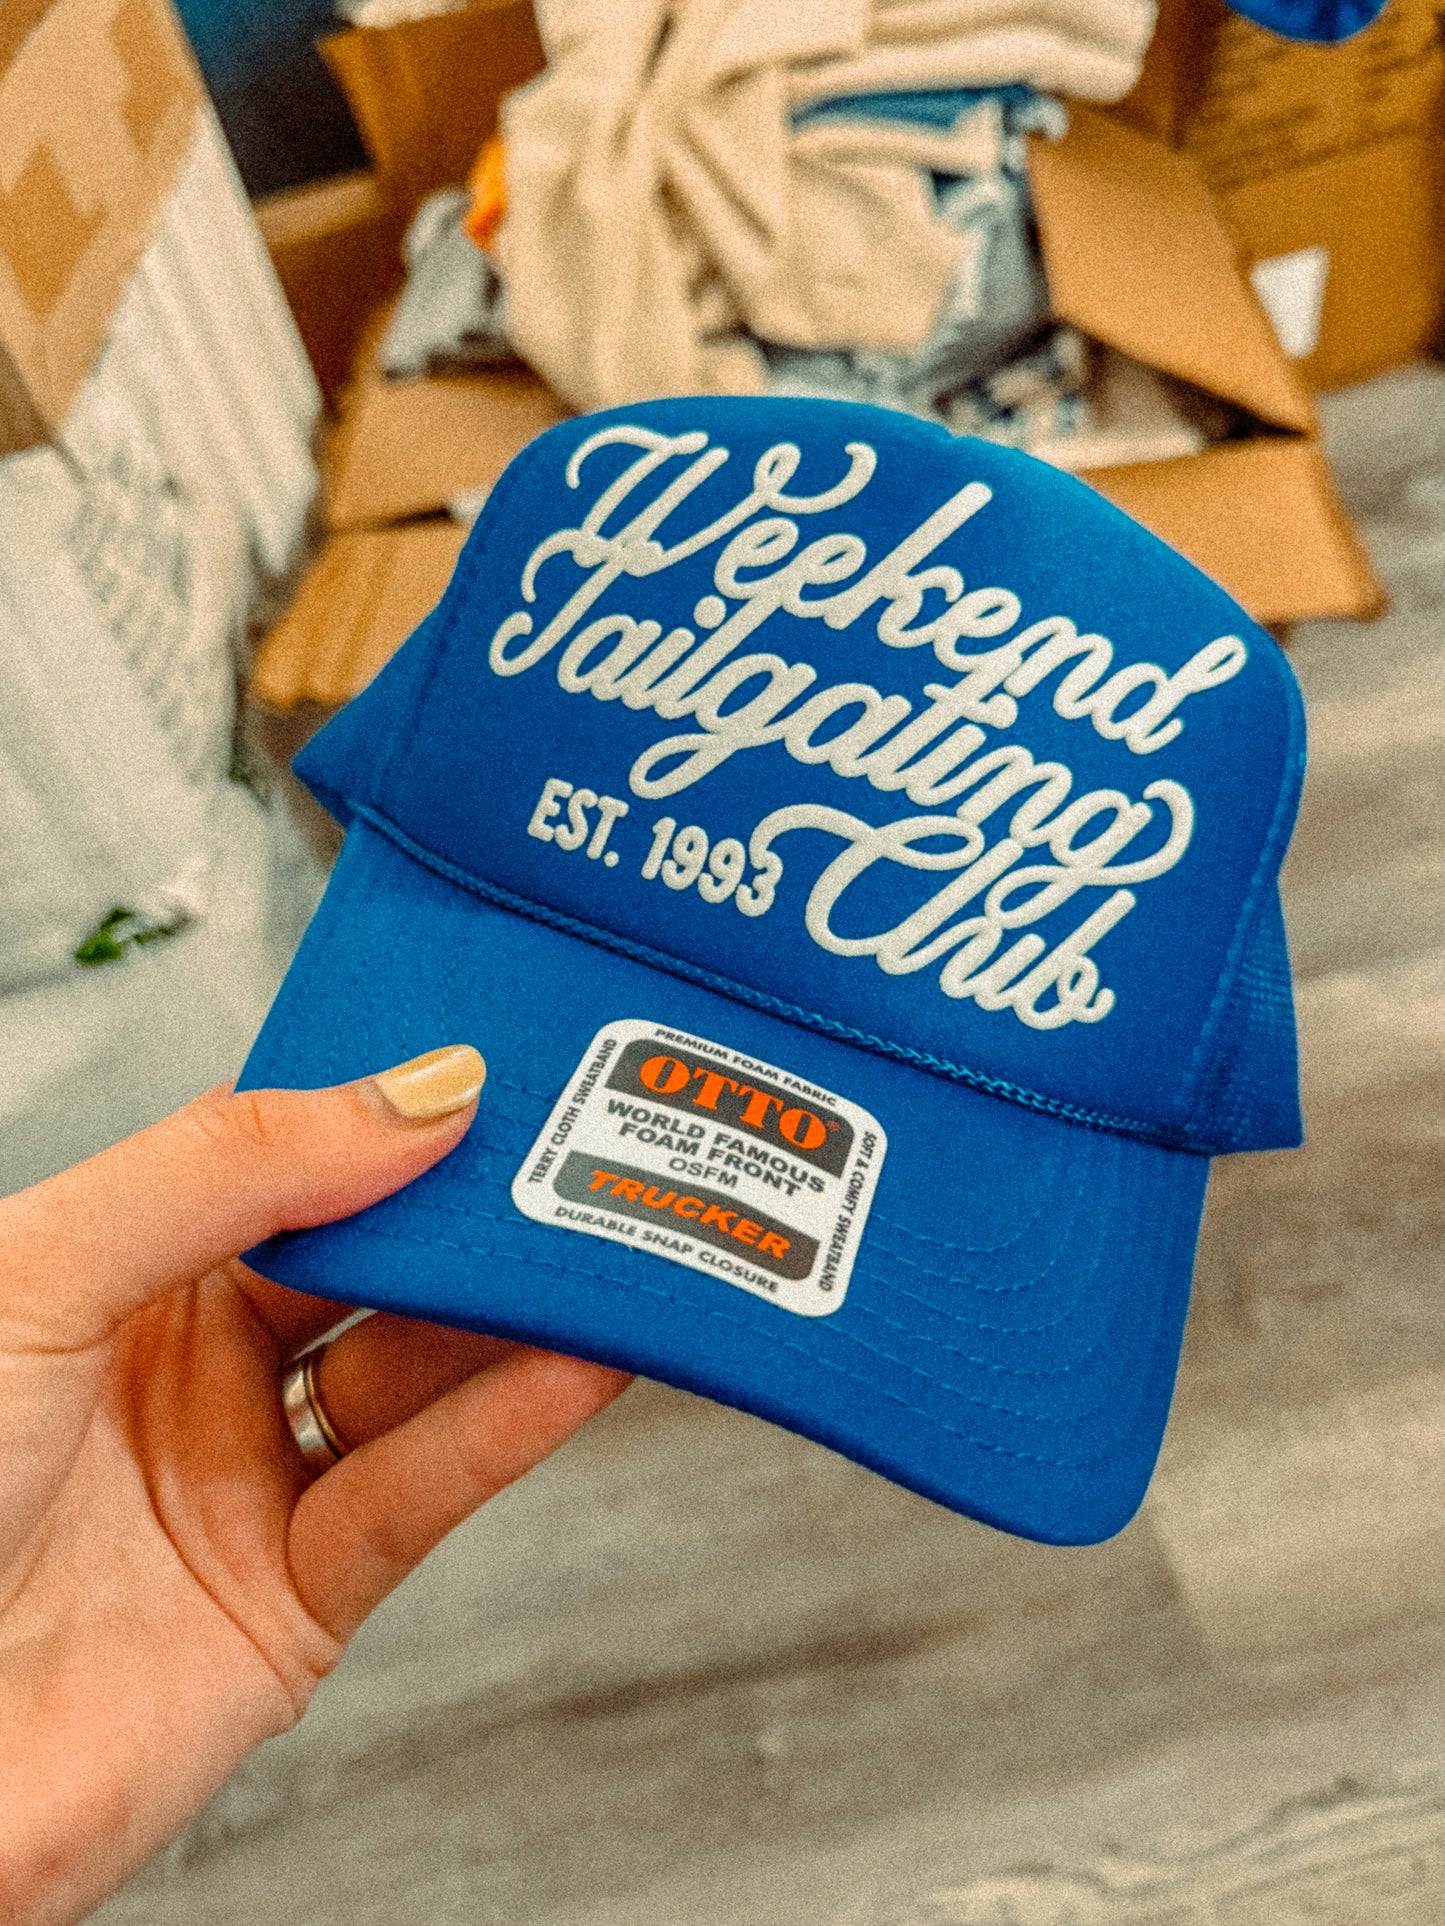 Weekend
Tailgating
EST. 1993 Club
PREMIUM FOAM FABRIC
TERRY CLOTH SWEATBAND
OTTO®
WORLD FAMOUS
FOAM FRONT
OSFM
TRUCKER
DURABLE SNAP CLOSURE
SOFT & COMFY SWEATBAND